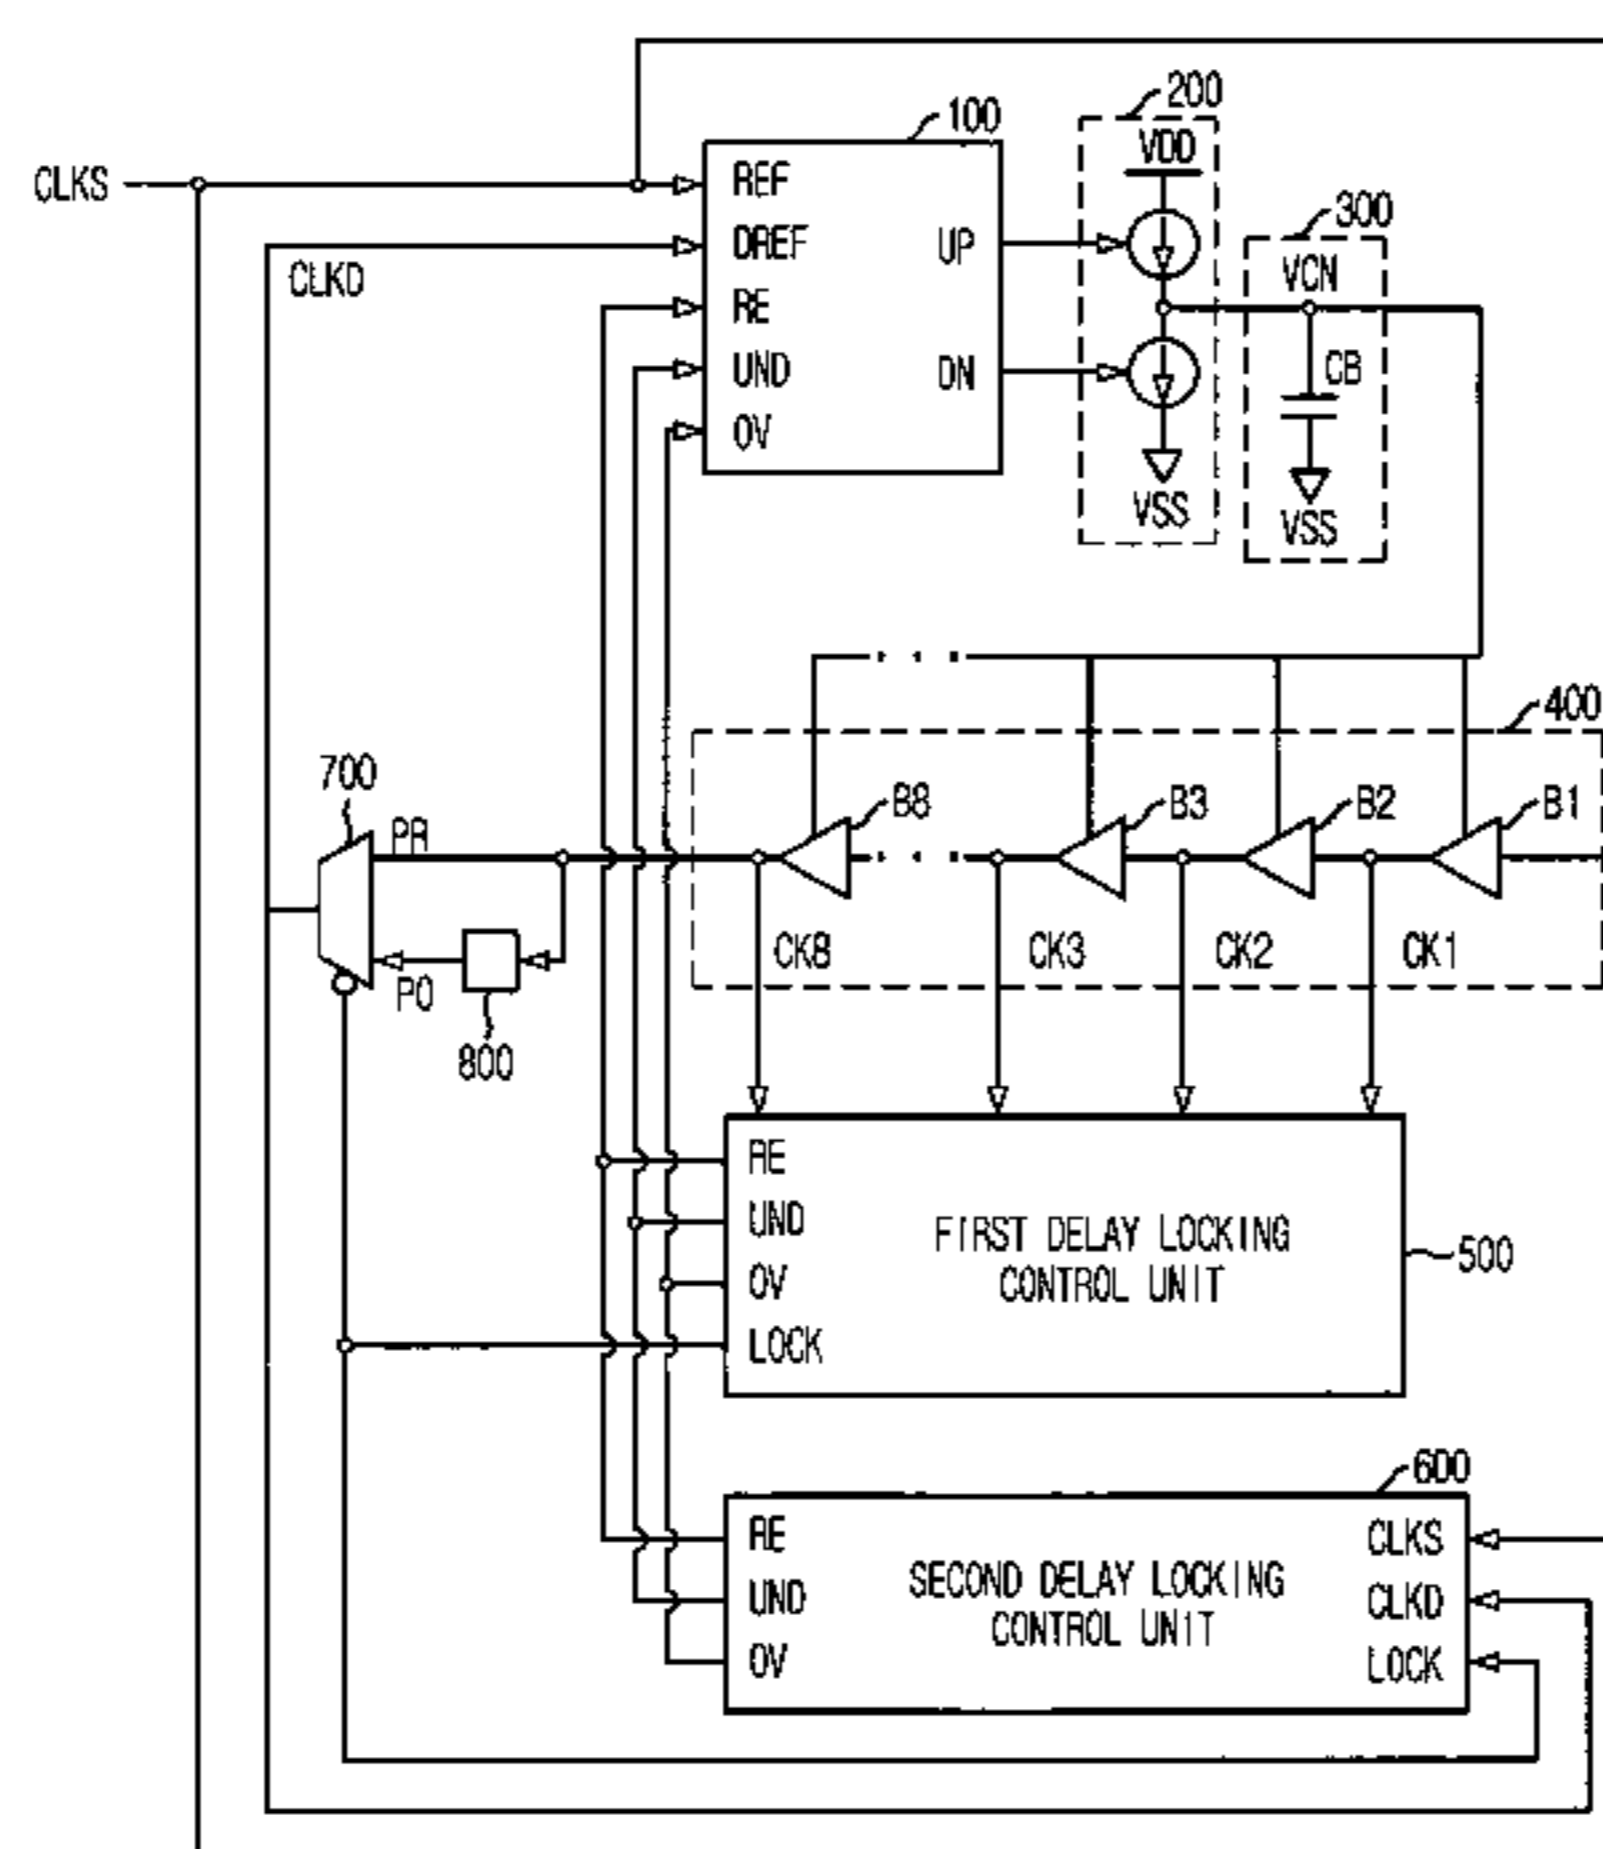 200
100
VDD
CLKS
REF
300
DREF
UP
VCN
CLKD
RE
UND
DN
CB
OV
VSS
VSS
400
700
B8
B3
B2
B1
PR
CK8
CK3
CK2
CK1
PO
800
RE
UND
FIRST DELAY LOCKING
CONTROL UNIT
500
OV
LOCK
600
RE
CLKS
SECOND DELAY LOCKING
CONTROL UNIT
UND
CLKD
OV
LOCK